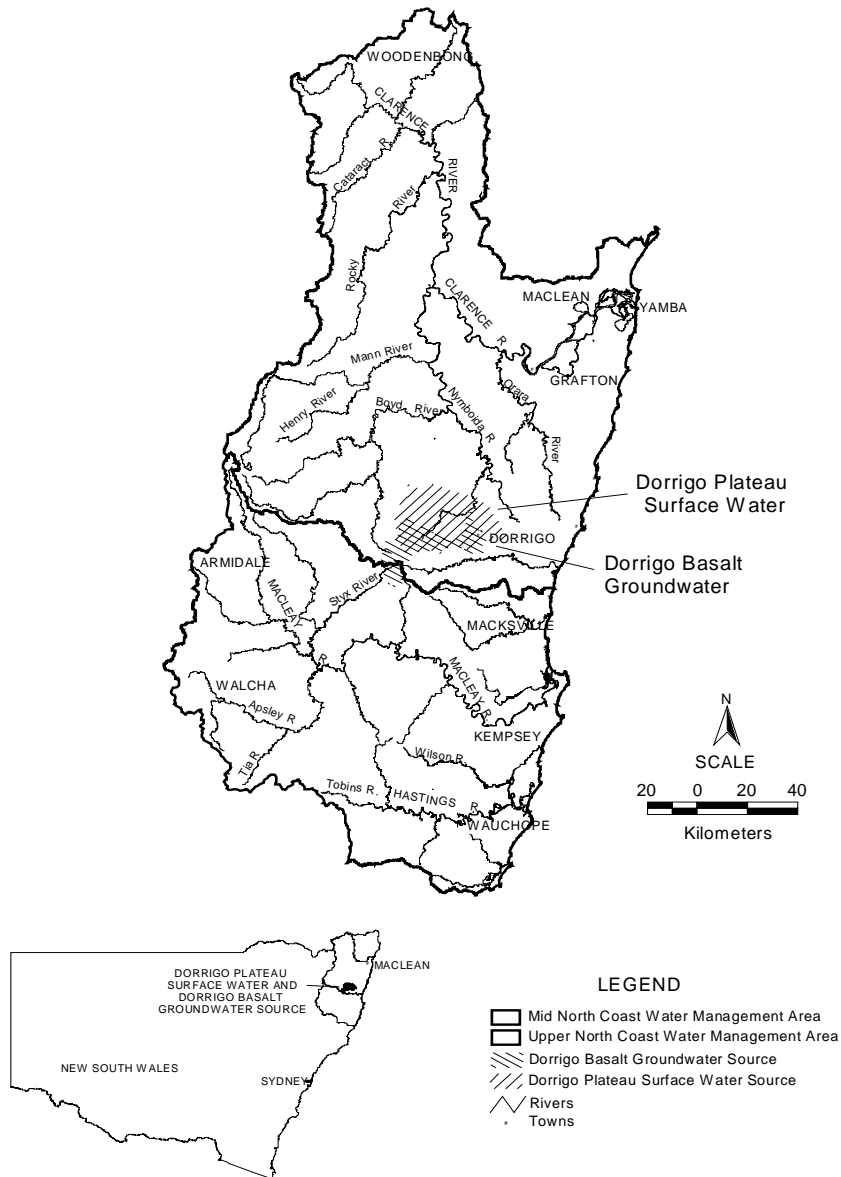 WOODENBONG
CLARENCE
RIVER
Cataract R
Rocky
River
MACLEAN
YAMBA
CLARENCE R
GRAFTON
Mann River
Henry River
Boyd River
Nymboida R
Orara
River
Dorrigo Plateau
Surface Water
DORRIGO
Dorrigo Basalt
Groundwater
ARMIDALE
MACLEAY
R
Styx River
MACKSVILLE
WALCHA
Apsley R
MACLEAY R
KEMPSEY
Tia R
Wilson R
Tobins R.
HASTINGS R
WAUCHOPE
N
SCALE
20 0 20 40
Kilometers
MACLEAN
DORRIGO PLATEAU
SURFACE WATER AND
DORRIGO BASALT
GROUNDWATER SOURCE
NEW SOUTH WALES
SYDNEY
LEGEND
Mid North Coast Water Management Area
Upper North Coast Water Management Area
Dorrigo Basalt Groundwater Source
Dorrigo Plateau Surface Water Source
Rivers
Towns